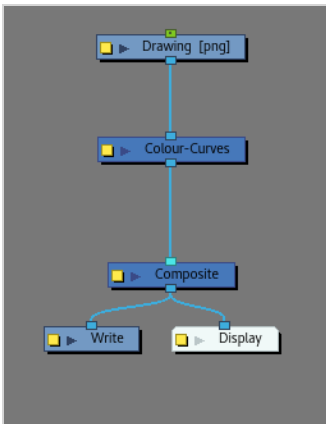 Drawing [png]
Colour-Curves
Composite
Write
Display